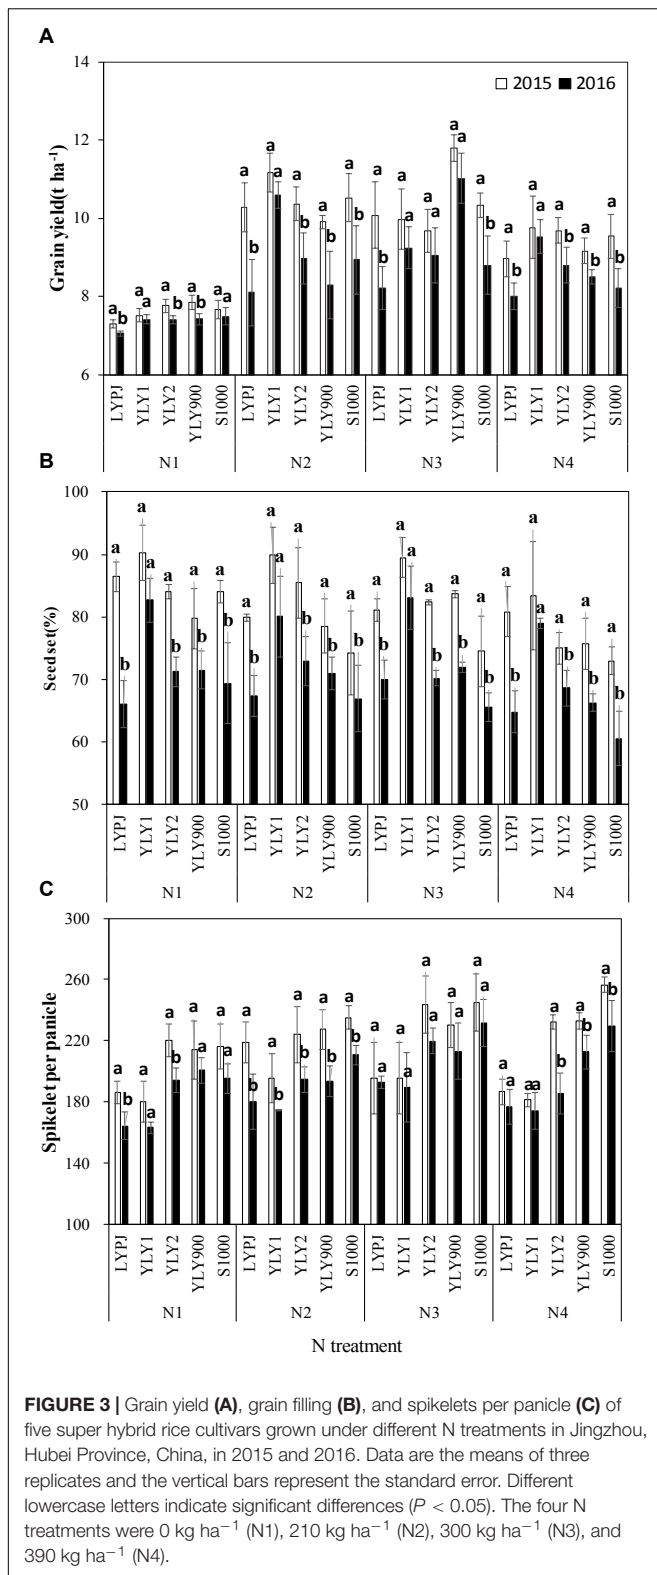 A
14
2015 2016
a a a a a a a a a a a a a a a a a a a a
12
10
8
6
Grain yield(t ha-1)
a b a a a b a b a a
a b a a a b a b a b
a b a a a a a a a b
a b a a a b a b a b
LYPJ YLY1 YLY2 YLY900 S1000 LYPJ YLY1 YLY2 YLY900 S1000 LYPJ YLY1 YLY2 YLY900 S1000 LYPJ YLY1 YLY2 YLY900 S1000
N1 N2 N3 N4
B
100
90
80
70
60
50
Seed set(%)
a b a a a b a b a b
a b a a a b a b a b
a b a a a b a b a b
a b a a a b a b a b
LYPJ YLY1 YLY2 YLY900 S1000 LYPJ YLY1 YLY2 YLY900 S1000 LYPJ YLY1 YLY2 YLY900 S1000 LYPJ YLY1 YLY2 YLY900 S1000
N1 N2 N3 N4
C
300
260
220
180
140
100
Spikelet per panicle
a b a a a b a a a a
a b a b a b a b a b
a a a a a a a a a a
a a a a a b a b a b
LYPJ YLY1 YLY2 YLY900 S1000 LYPJ YLY1 YLY2 YLY900 S1000 LYPJ YLY1 YLY2 YLY900 S1000 LYPJ YLY1 YLY2 YLY900 S1000
N1 N2 N3 N4
N treatment
FIGURE 3 | Grain yield (A), grain filling (B), and spikelets per panicle (C) of
five super hybrid rice cultivars grown under different N treatments in Jingzhou,
Hubei Province, China, in 2015 and 2016. Data are the means of three
replicates and the vertical bars represent the standard error. Different
lowercase letters indicate significant differences (P < 0.05). The four N
treatments were 0 kg ha−1 (N1), 210 kg ha−1 (N2), 300 kg ha−1 (N3), and
390 kg ha−1 (N4).